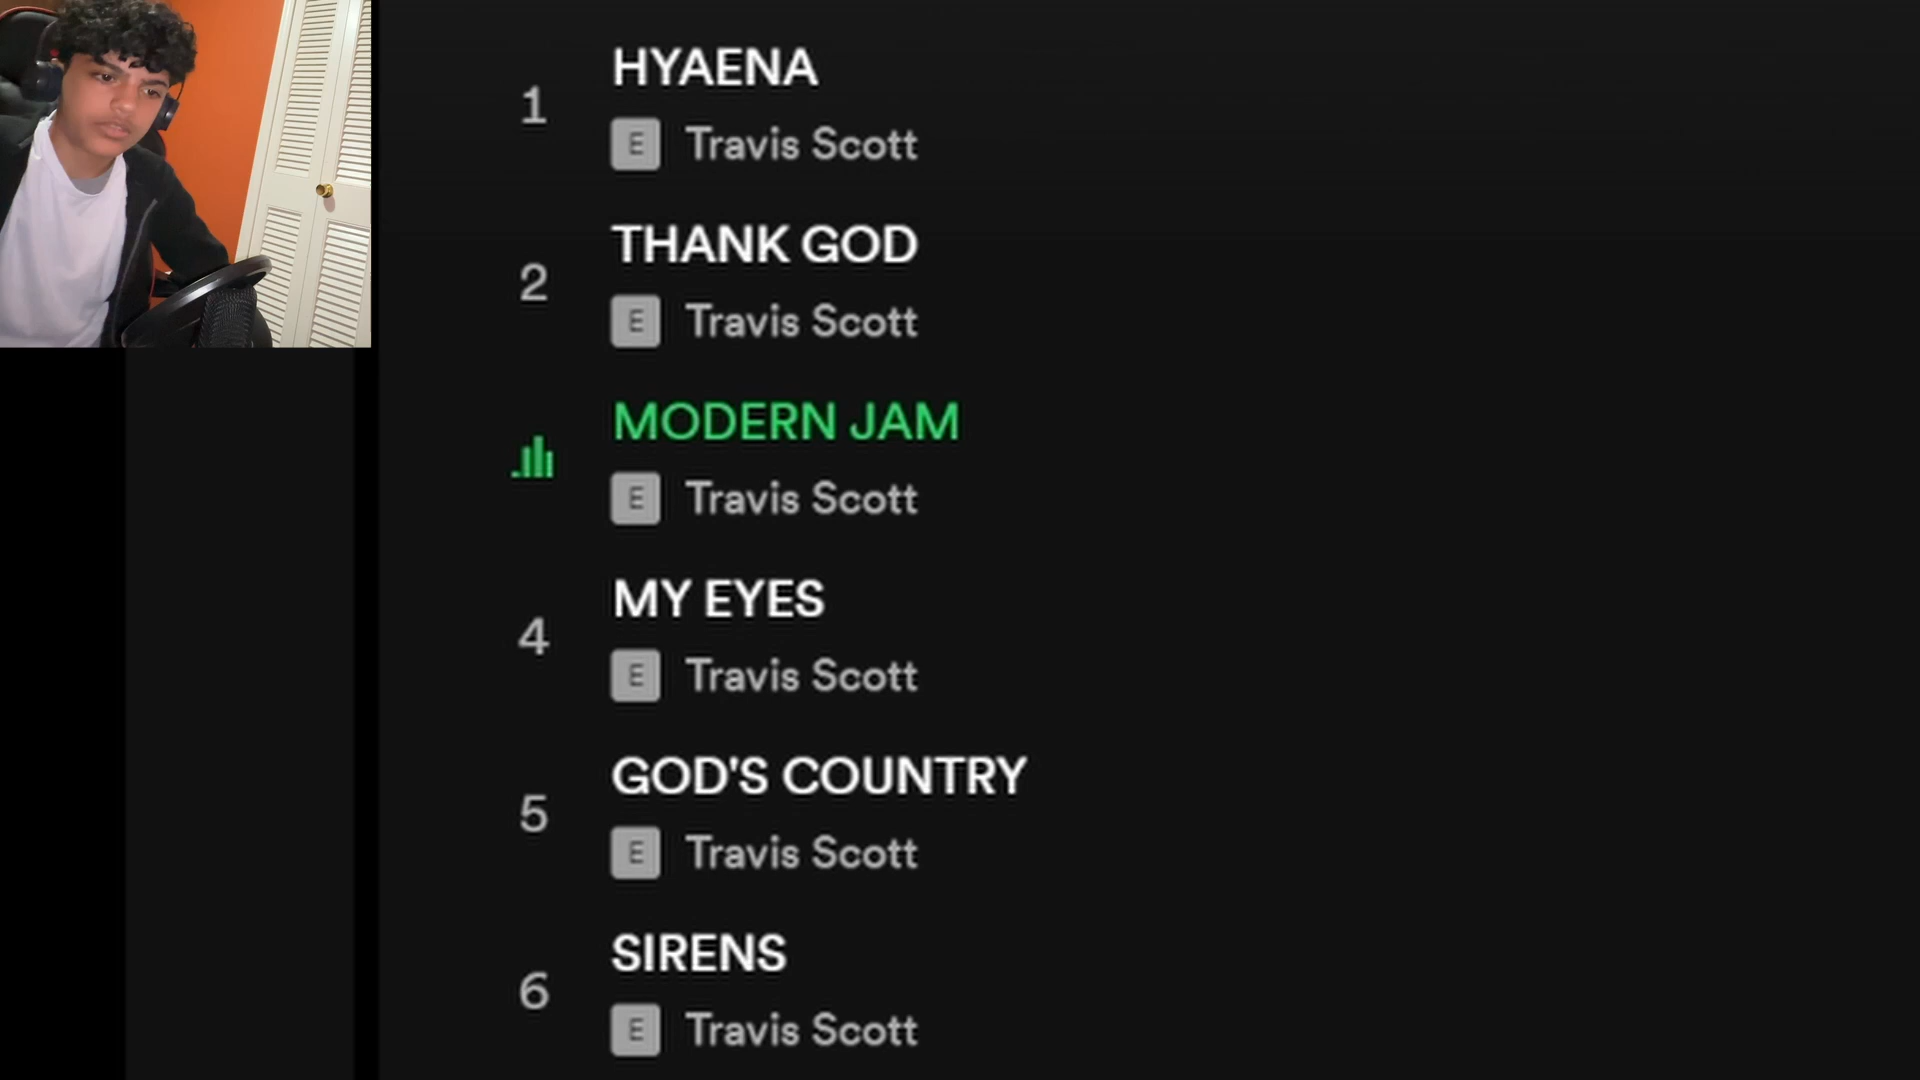 HYAENA
1
E Travis Scott
THANK GOD
2
E Travis Scott
MODERN JAM
E Travis Scott
MY EYES
4
E Travis Scott
GOD'S COUNTRY
5
E Travis Scott
SIRENS
6
E Travis Scott